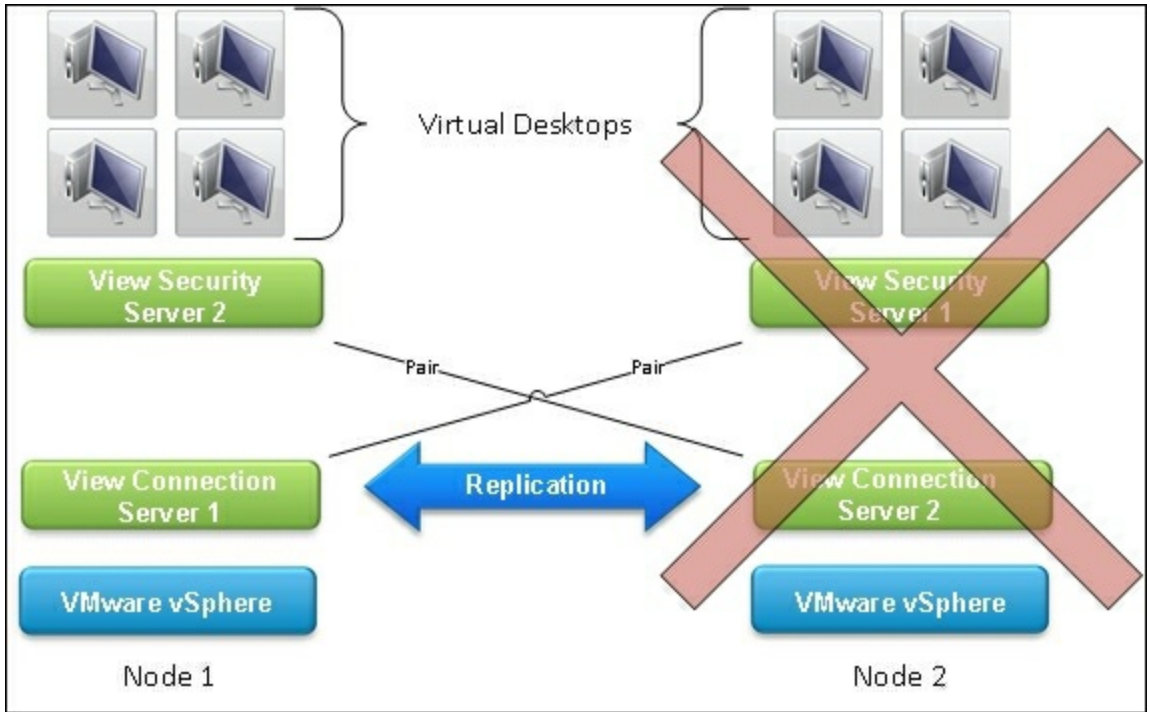 Virtual Desktops
View Security
Server 2
View Security
Server 1
Pair
Pair
View Connection
Server 1
Replication
View Connection
Server 2
VMware vSphere
VMware vSphere
Node 1
Node 2